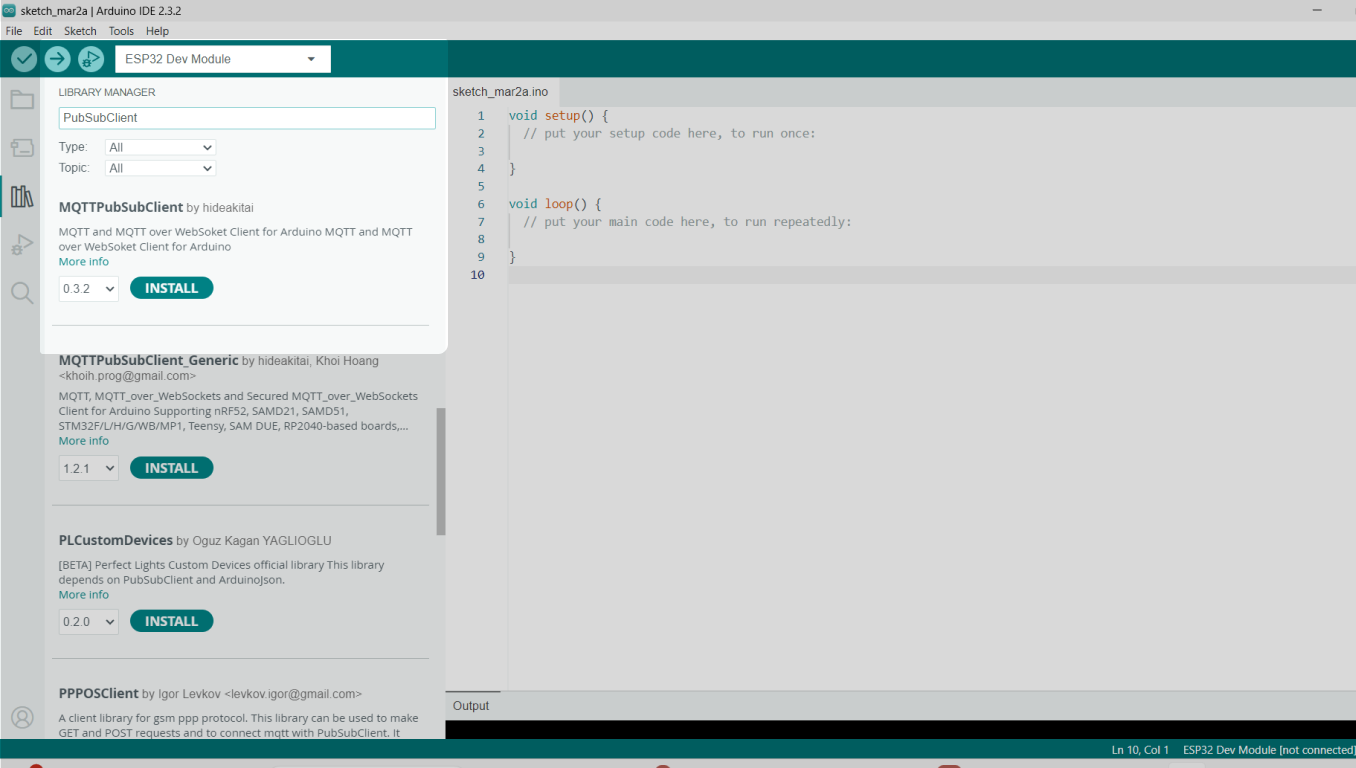 sketch_mar2a | Arduino IDE 2.3.2
File Edit Sketch Tools Help
ESP32 Dev Module
LIBRARY MANAGER
PubSubClient
Type: All
Topic: All
MQTTPubSubClient by hideakitai
MQTT and MQTT over WebSoket Client for Arduino MQTT and MQTT
over WebSoket Client for Arduino
More info
0.3.2 INSTALL
MQTTPubSubClient_Generic by hideakitai, Khoi Hoang
<khoih.prog@gmail.com>
MQTT, MQTT_over_WebSockets and Secured MQTT_over_WebSockets
Client for Arduino Supporting nRF52, SAMD21, SAMD51,
STM32F/L/H/G/WB/MP1, Teensy, SAM DUE, RP2040-based boards,...
More info
1.2.1 INSTALL
PLCustomDevices by Oguz Kagan YAGLIOGLU
[BETA] Perfect Lights Custom Devices official library This library
depends on PubSubClient and ArduinoJson.
More info
0.2.0 INSTALL
PPPOSClient by Igor Levkov <levkov.igor@gmail.com>
A client library for gsm ppp protocol. This library can be used to make
GET and POST requests and to connect mqtt with PubSubClient. It
sketch_mar2a.ino
1 void setup() {
2 // put your setup code here, to run once:
3
4 }
5
6 void loop() {
7 // put your main code here, to run repeatedly:
8
9 }
10
Output
Ln 10, Col 1 ESP32 Dev Module [not connected]